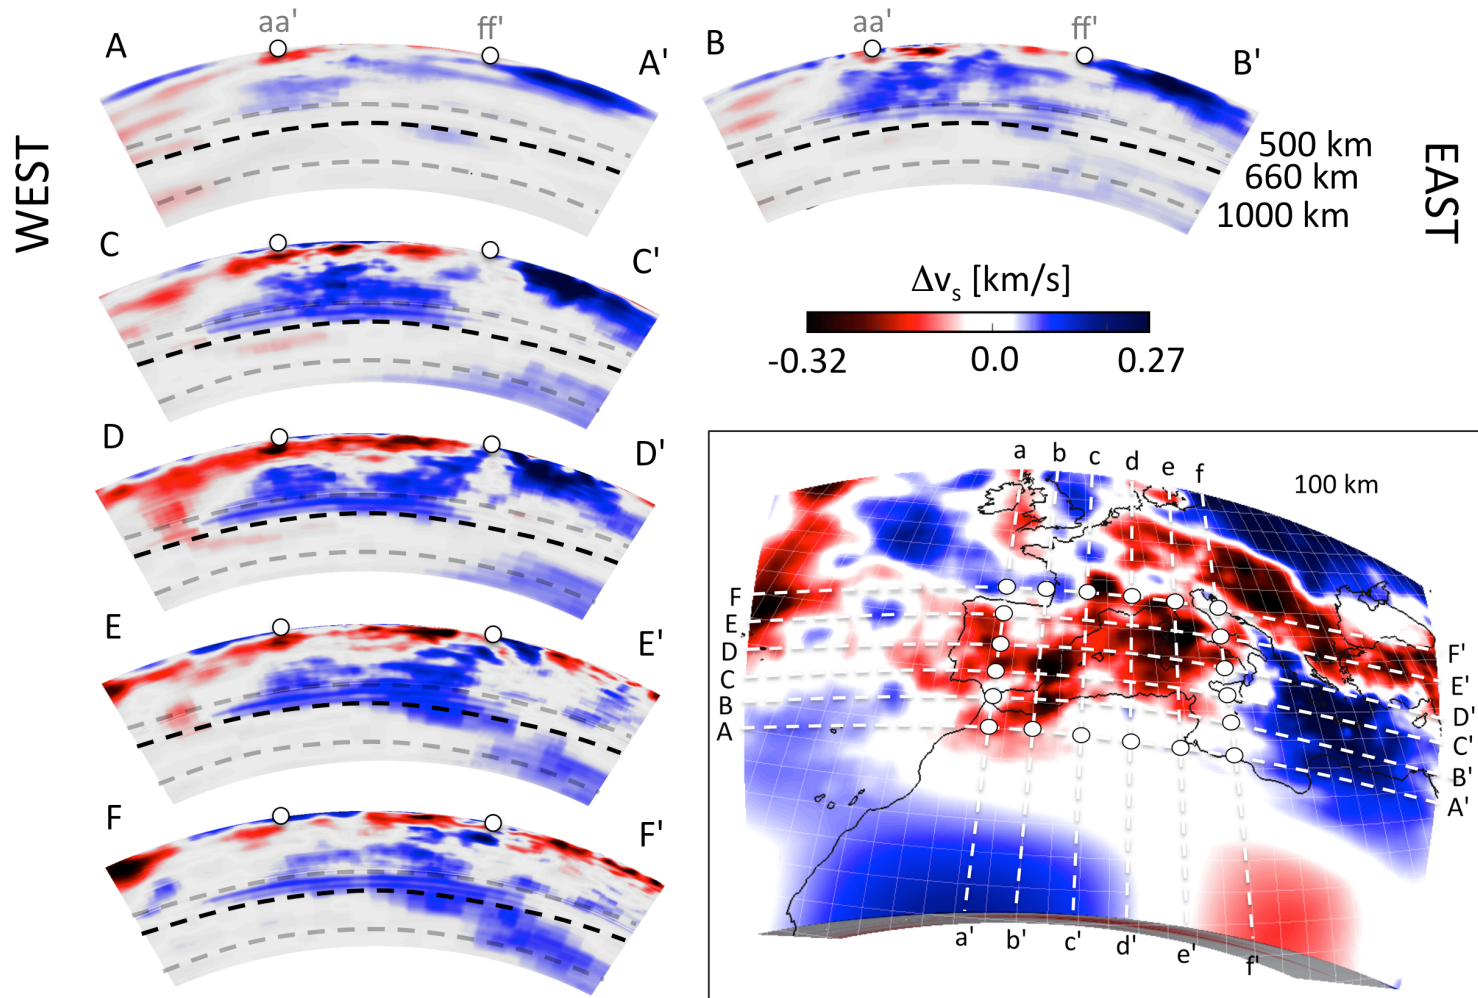 aa'
ff'
A
A'
aa'
ff'
B
B'
WEST
500 km
660 km
1000 km
EAST
C
C'
Δvs [km/s]
-0.32
0.0
0.27
D
D'
E
E'
F
F'
100 km
a
b
c
d
e
f
F
E
D
C
B
A
F'
E'
D'
C'
B'
A'
a'
b'
c'
d'
e'
f'